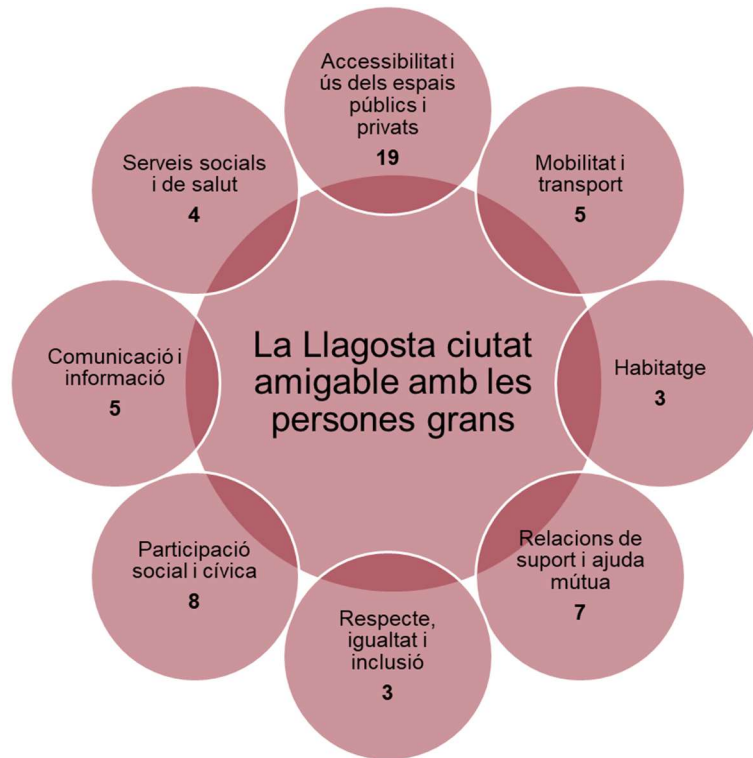 Accessibilitat i
ús dels espais
públics i
privats
19
Mobilitat i
transport
5
Habitatge
3
Relacions de
suport i ajuda
mútua
7
Respecte,
igualtat i
inclusió
3
Participació
social i cívica
8
Comunicació i
informació
5
Serveis socials
i de salut
4
La Llagosta ciutat
amigable amb les
persones grans